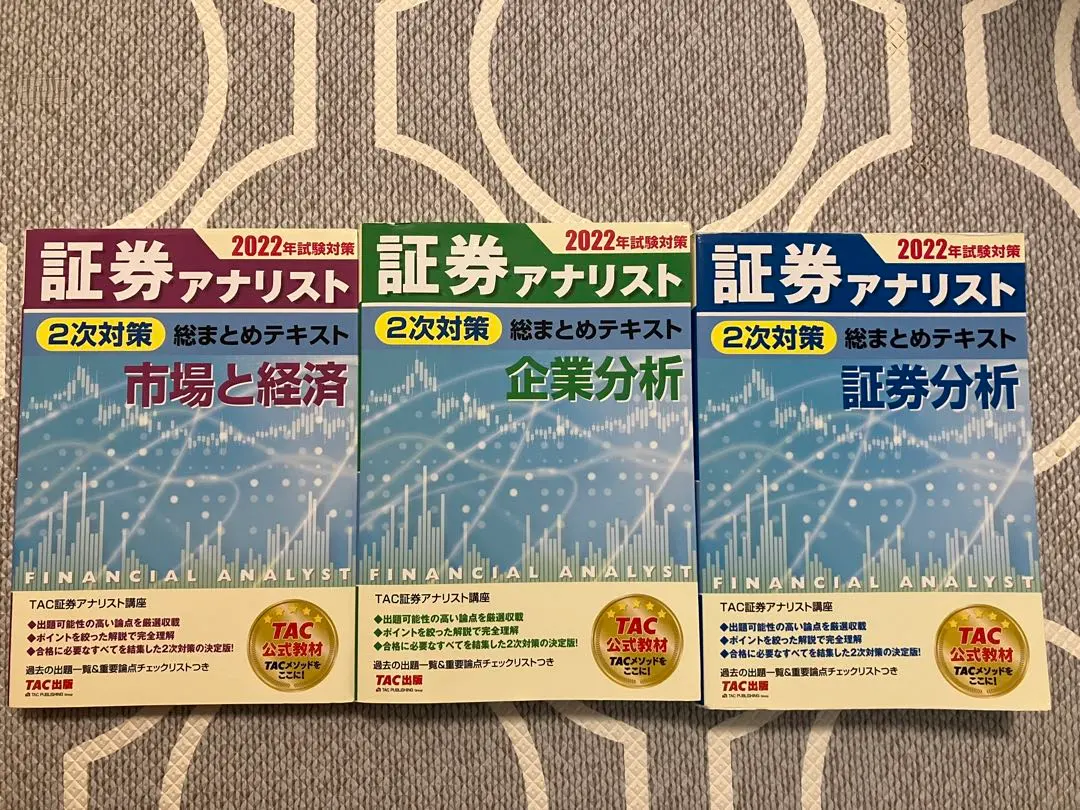 2022年試験対策
証券アナリスト
2次対策 総まとめテキスト
市場と経済
FINANCIAL ANALYST
TAC証券アナリスト講座
◆出題可能性の高い論点を厳選収載
◆ポイントを絞った解説で完全理解
◆合格に必要なすべてを結集した2次対策の決定版!
過去の出題一覧&重要論点チェックリストつき
TAC出版
TAC PUBLISHING Group
TAC
公式教材
TACメソッドを
ここに!
2022年試験対策
証券アナリスト
2次対策 総まとめテキスト
企業分析
FINANCIAL ANALYST
TAC証券アナリスト講座
◆出題可能性の高い論点を厳選収載
◆ポイントを絞った解説で完全理解
◆合格に必要なすべてを結集した2次対策の決定版!
過去の出題一覧&重要論点チェックリストつき
TAC出版
TAC PUBLISHING Group
TAC
公式教材
TACメソッドを
ここに!
2022年試験対策
証券アナリスト
2次対策 総まとめテキスト
証券分析
FINANCIAL ANALYST
TAC証券アナリスト講座
◆出題可能性の高い論点を厳選収載
◆ポイントを絞った解説で完全理解
◆合格に必要なすべてを結集した2次対策の決定版!
過去の出題一覧&重要論点チェックリストつき
TAC出版
TAC PUBLISHING Group
TAC
公式教材
TACメソッドを
ここに!